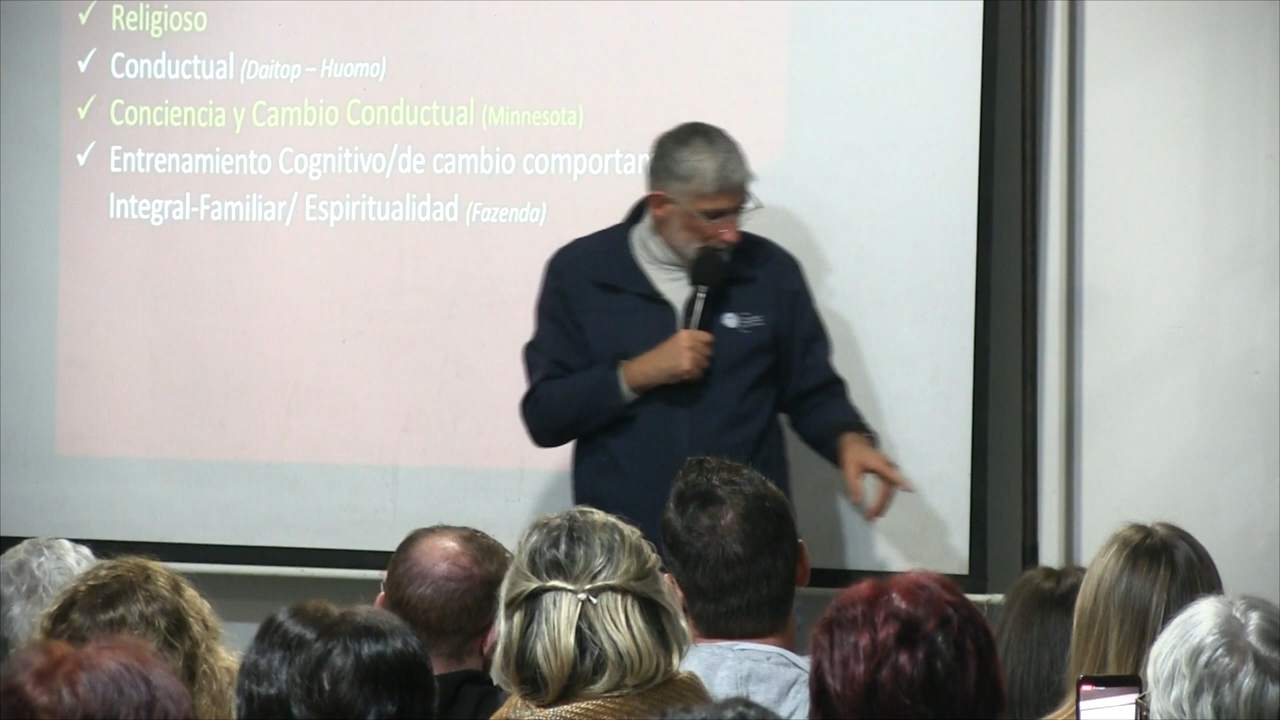 ✓ Religioso
✓ Conductual (Daitop – Huomo)
✓ Conciencia y Cambio Conductual (Minnesota)
✓ Entrenamiento Cognitivo/de cambio comportam
Integral-Familiar/ Espiritualidad (Fazenda)